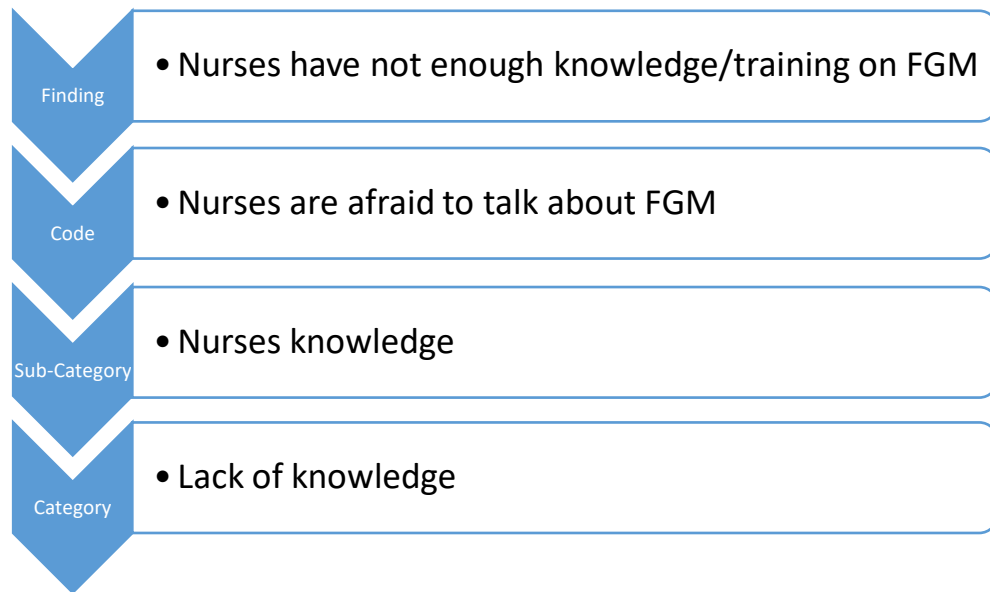 Finding
• Nurses have not enough knowledge/training on FGM
Code
• Nurses are afraid to talk about FGM
Sub-Category
• Nurses knowledge
Category
• Lack of knowledge